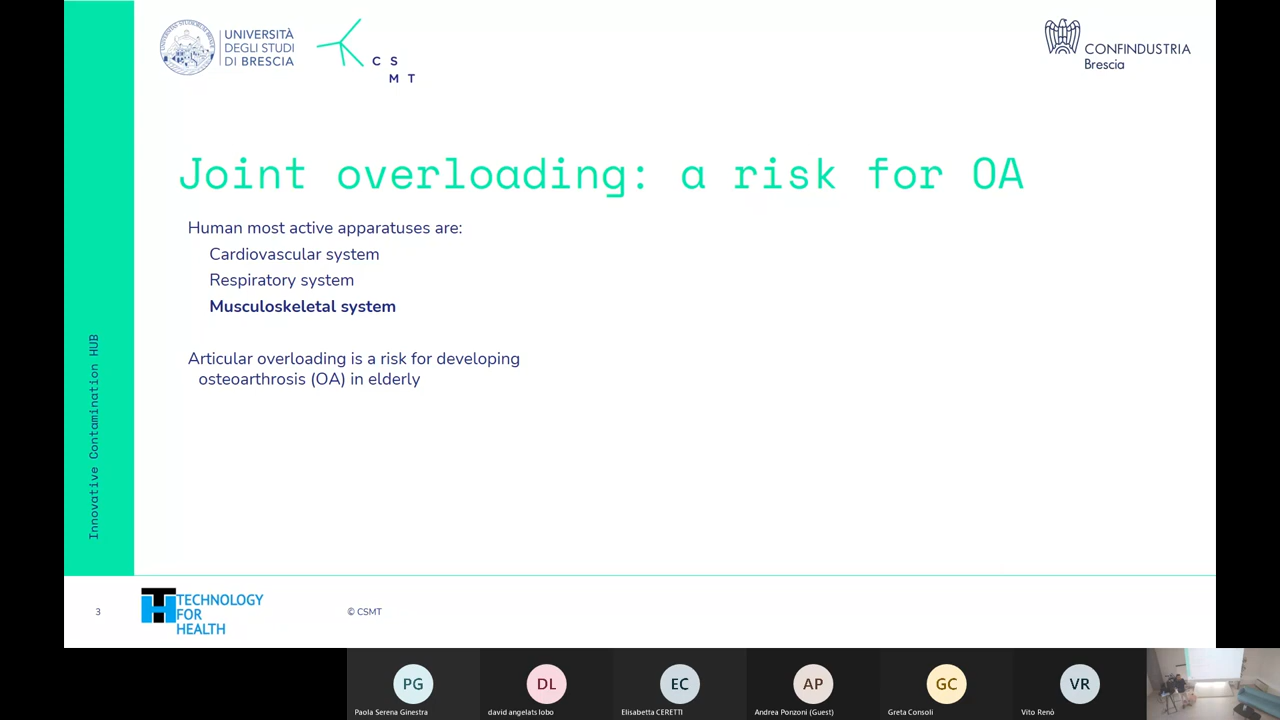 UNIVERSITÀ
DEGLI STUDI
DI BRESCIA
C S
M T
CONFINDUSTRIA
Brescia
Joint overloading: a risk for OA
Human most active apparatuses are:
Cardiovascular system
Respiratory system
Musculoskeletal system
Articular overloading is a risk for developing
osteoarthrosis (OA) in elderly
Innovative Contamination HUB
3
TECHNOLOGY
FOR
HEALTH
© CSMT
PG
DL
EC
AP
GC
VR
Paola Serena Ginestra
david angelats lobo
Elisabetta CERETTI
Andrea Ponzoni (Guest)
Greta Consoli
Vito Renò